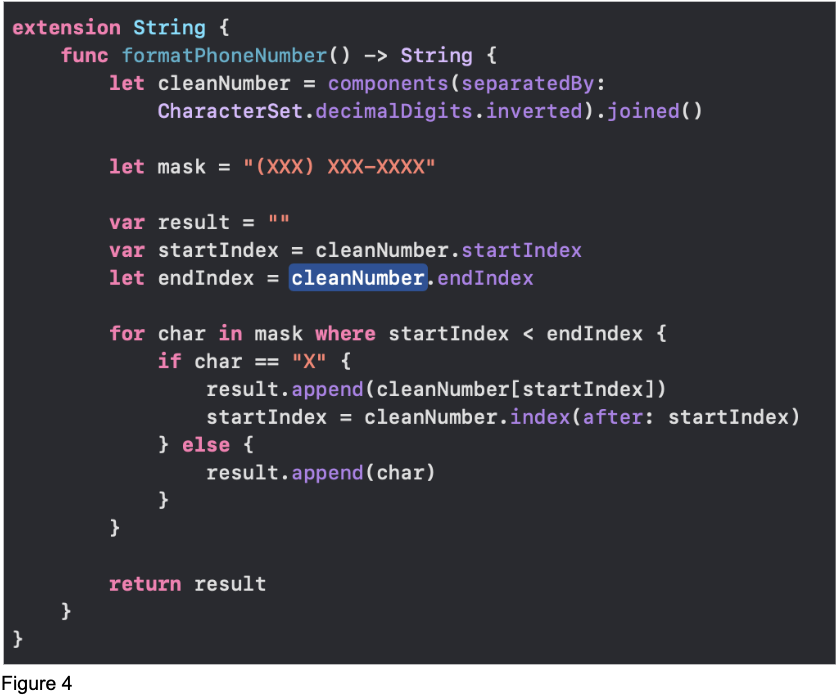 extension String {
    func formatPhoneNumber() -> String {
        let cleanNumber = components(separatedBy:
            CharacterSet.decimalDigits.inverted).joined()
        let mask = "(XXX) XXX-XXXX"
        var result = ""
        var startIndex = cleanNumber.startIndex
        let endIndex = cleanNumber.endIndex
        for char in mask where startIndex < endIndex {
            if char == "X" {
                result.append(cleanNumber[startIndex])
                startIndex = cleanNumber.index(after: startIndex)
            } else {
                result.append(char)
            }
        }
        return result
    }
}
Figure 4